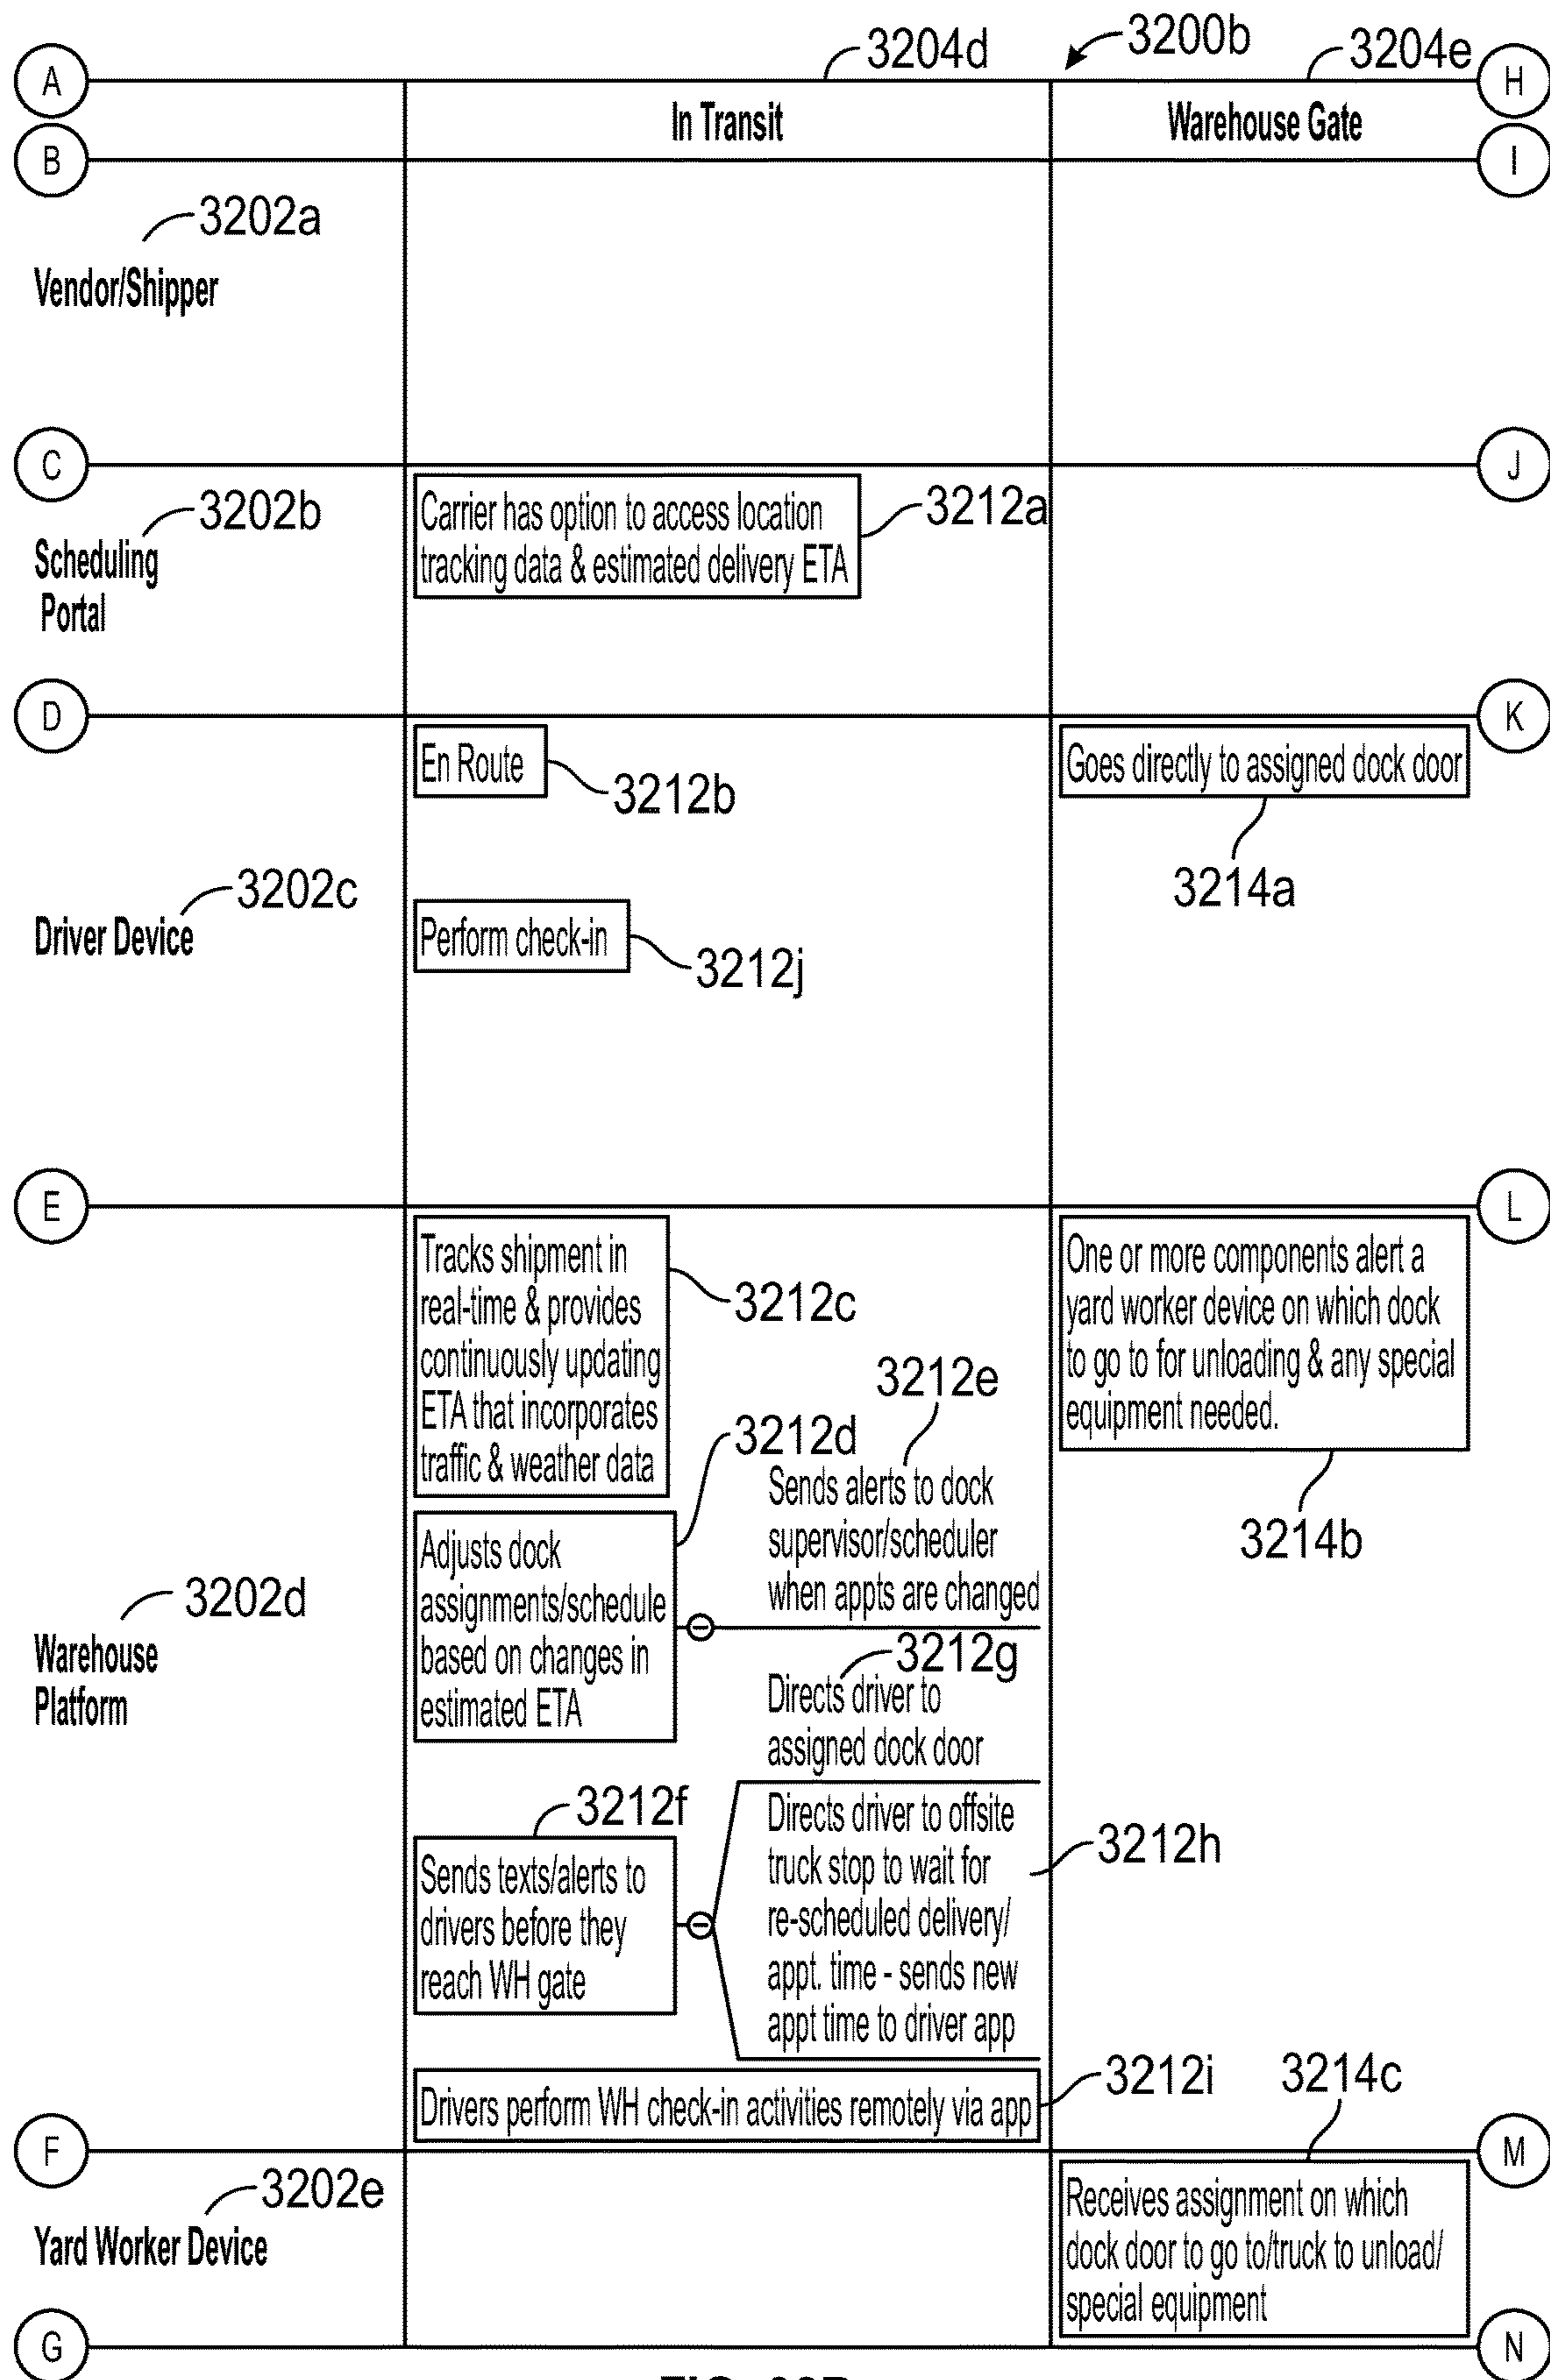 3204d
3200b
3204e
A
H
In Transit
Warehouse Gate
B
I
3202a
Vendor/Shipper
C
J
3202b
Scheduling
Portal
Carrier has option to access location
tracking data & estimated delivery ETA
3212a
D
K
En Route
3212b
Goes directly to assigned dock door
3214a
3202c
Driver Device
Perform check-in
3212j
E
L
Tracks shipment in
real-time & provides
continuously updating
ETA that incorporates
traffic & weather data
3212c
One or more components alert a
yard worker device on which dock
to go to for unloading & any special
equipment needed.
3214b
3212e
3212d
Sends alerts to dock
supervisor/scheduler
when appts are changed
Adjusts dock
assignments/schedule
based on changes in
estimated ETA
3202d
Warehouse
Platform
3212g
Directs driver to
assigned dock door
3212f
Sends texts/alerts to
drivers before they
reach WH gate
Directs driver to offsite
truck stop to wait for
re-scheduled delivery/
appt. time - sends new
appt time to driver app
3212h
Drivers perform WH check-in activities remotely via app
3212i
3214c
F
M
3202e
Yard Worker Device
Receives assignment on which
dock door to go to/truck to unload/
special equipment
G
N